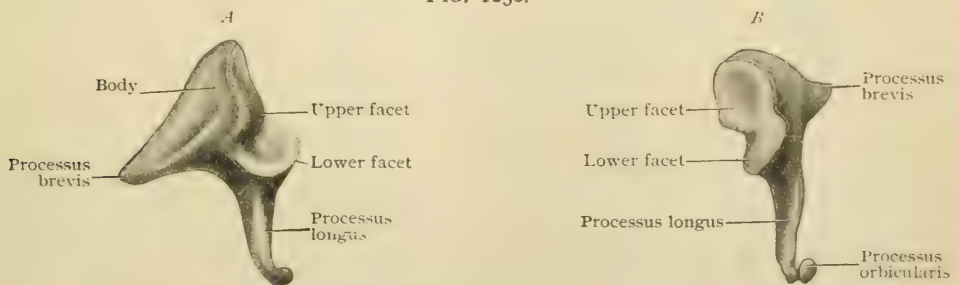 A
Body
Upper facet
Lower facet
Processus
brevis
Processus
longus
B
Processus
brevis
Upper facet
Lower facet
Processus longus
Processus
orbicularis